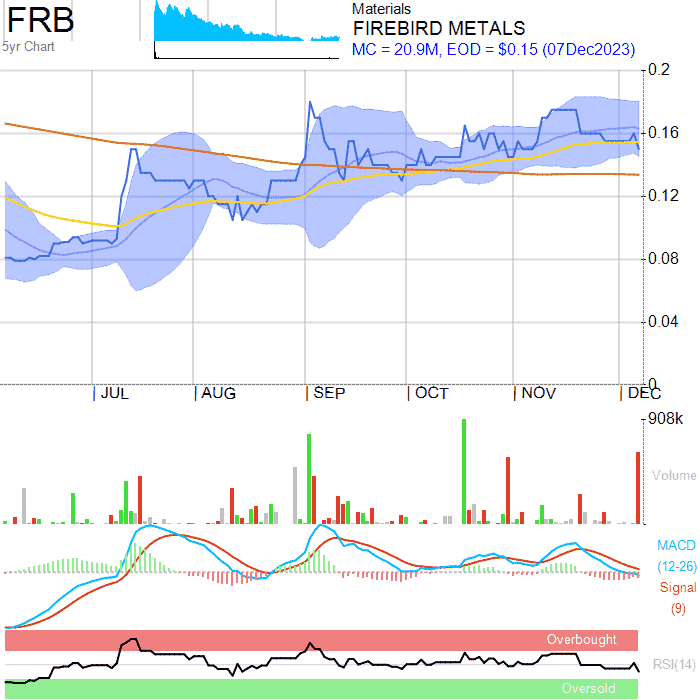 FRB
5yr Chart
Materials
FIREBIRD METALS
MC = 20.9M, EOD = $0.15 (07Dec2023)
0.2
0.16
0.12
0.08
0.04
0
JUL AUG SEP OCT NOV DEC
908k
Volume
MACD
(12-26)
Signal
(9)
Overbought
RSI(14)
Oversold